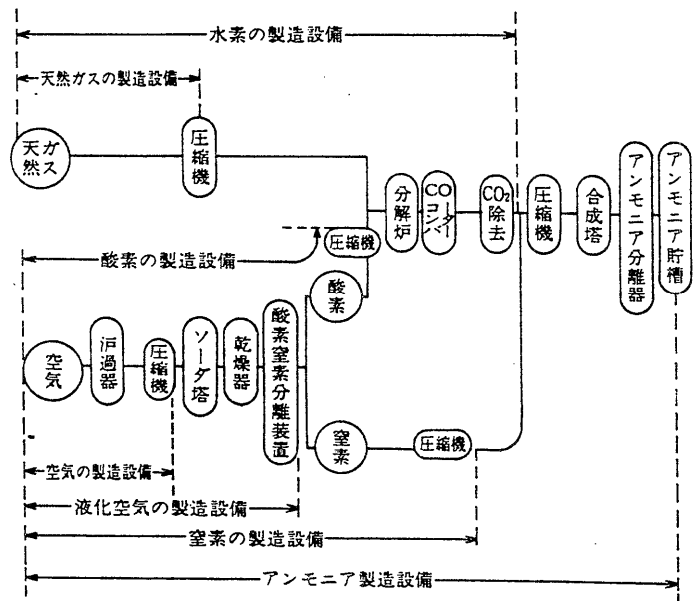 水素の製造設備
天然ガスの製造設備
天然ガス
圧縮機
分解炉
COコンバーター
CO₂除去
圧縮機
合成塔
アンモニア分離器
アンモニア貯槽
圧縮機
酸素の製造設備
酸素
空気
沪過器
圧縮機
ソーダ塔
乾燥器
酸素窒素分離装置
窒素
圧縮機
空気の製造設備
液化空気の製造設備
窒素の製造設備
アンモニア製造設備